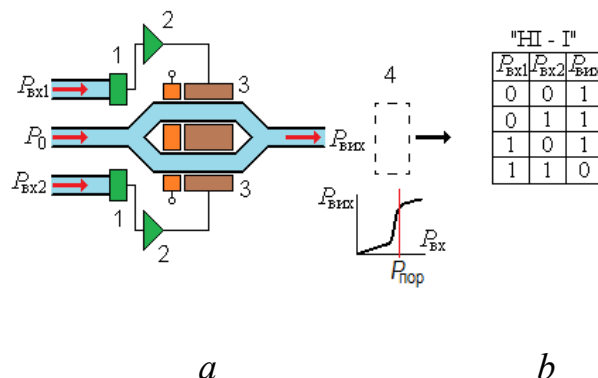 2
1
3
Pвх1
P0
Pвих
Pвх2
3
1
2
4
Pвих
Pвх
Pпор
"НІ - І"
Pвх1 Pвх2 Pвих
0 0 1
0 1 1
1 0 1
1 1 0
a b